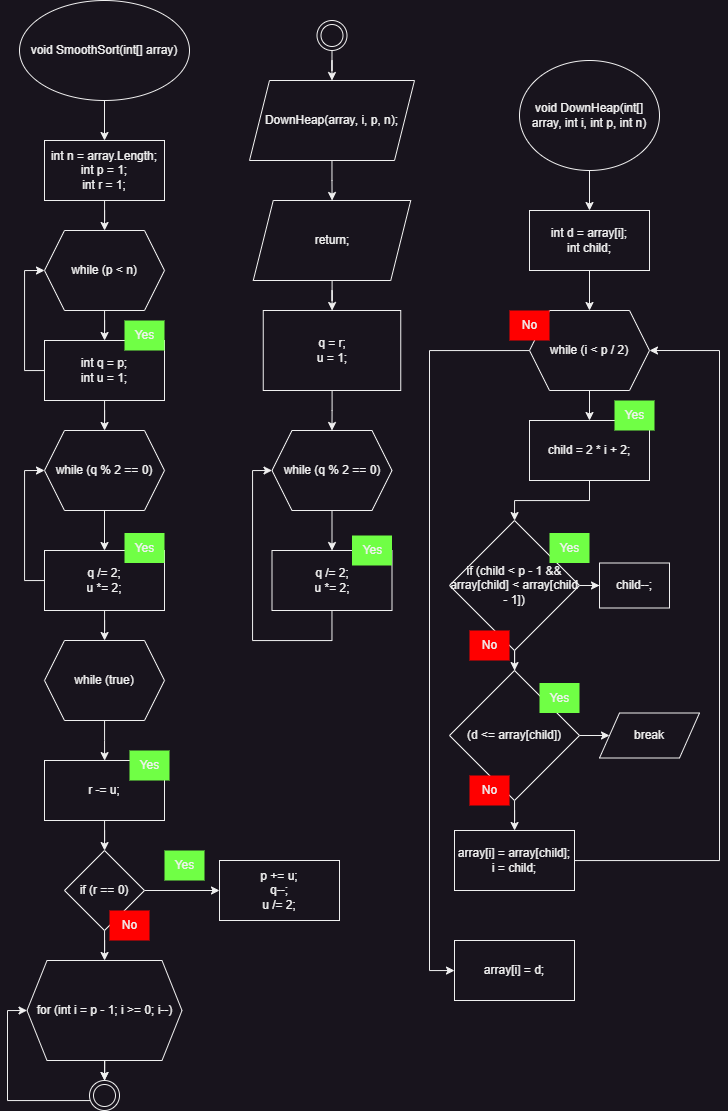 void SmoothSort(int[] array)
int n = array.Length;
int p = 1;
int r = 1;
while (p < n)
Yes
int q = p;
int u = 1;
while (q % 2 == 0)
Yes
q /= 2;
u *= 2;
while (true)
Yes
r -= u;
if (r == 0)
Yes
p += u;
q--;
u /= 2;
No
for (int i = p - 1; i >= 0; i--)
DownHeap(array, i, p, n);
return;
q = r;
u = 1;
while (q % 2 == 0)
Yes
q /= 2;
u *= 2;
void DownHeap(int[]
array, int i, int p, int n)
int d = array[i];
int child;
No
while (i < p / 2)
Yes
child = 2 * i + 2;
Yes
if (child < p - 1 &&
array[child] < array[child
- 1])
child--;
No
Yes
(d <= array[child])
break
No
array[i] = array[child];
i = child;
array[i] = d;